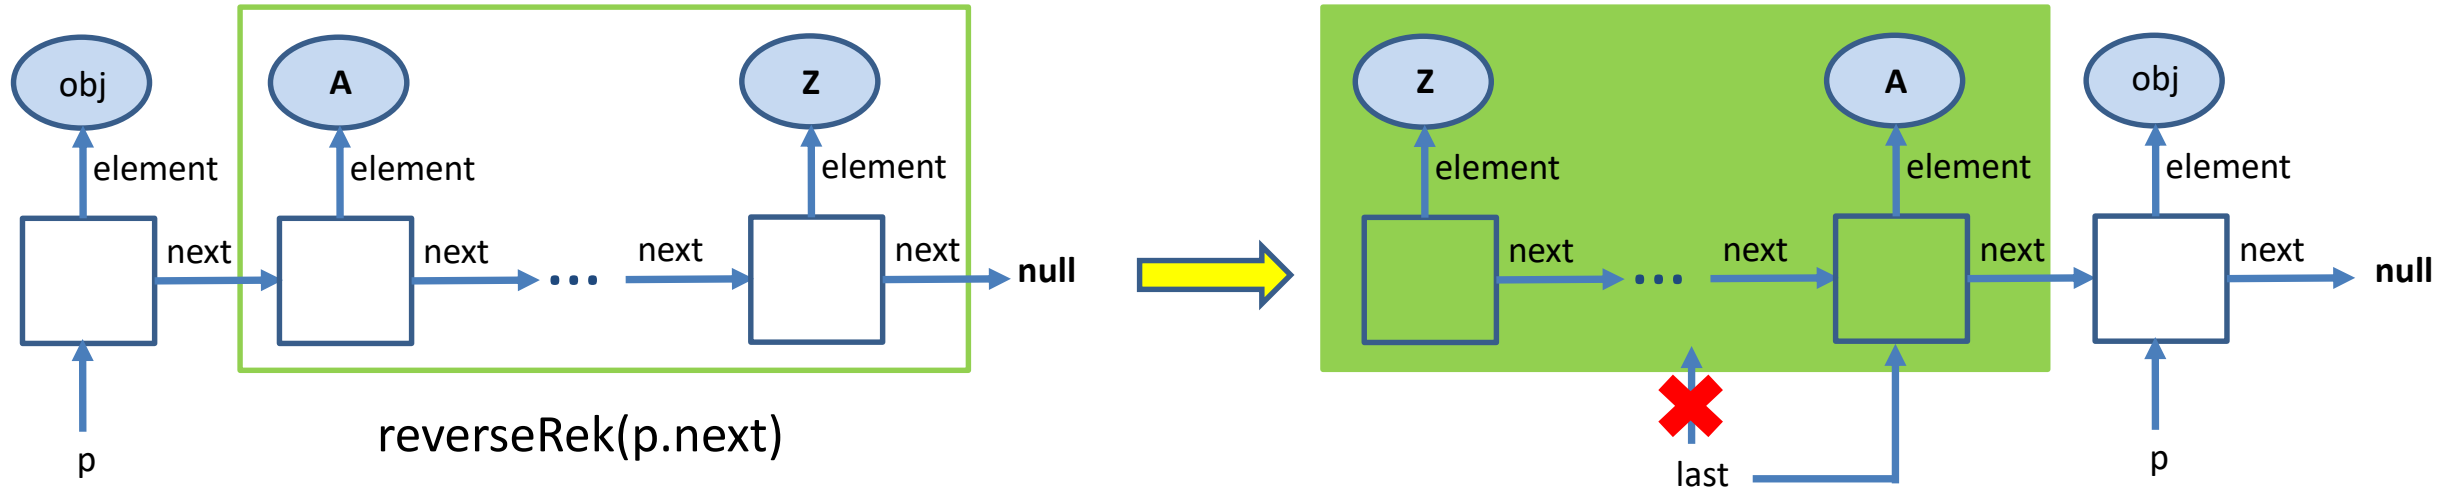 obj A Z Z A obj
element element element element element element
next next next next next next next next
null null
reverseRek(p.next)
p last p